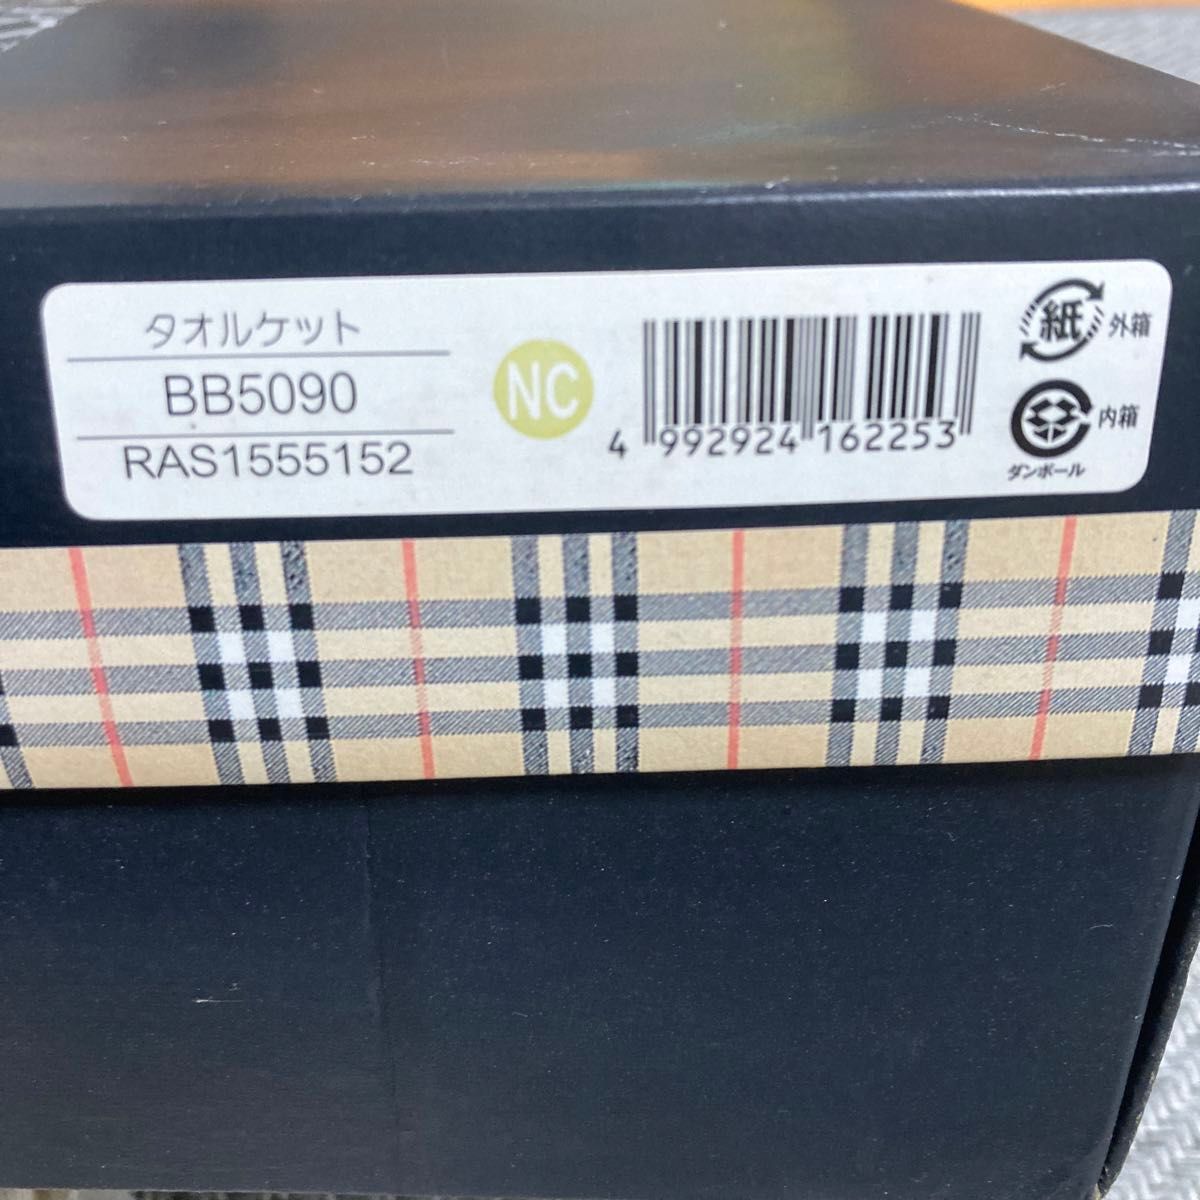 タオルケット
BB5090
RAS1555152
NC
4 992924 162253
紙 外箱
内箱
ダンボール